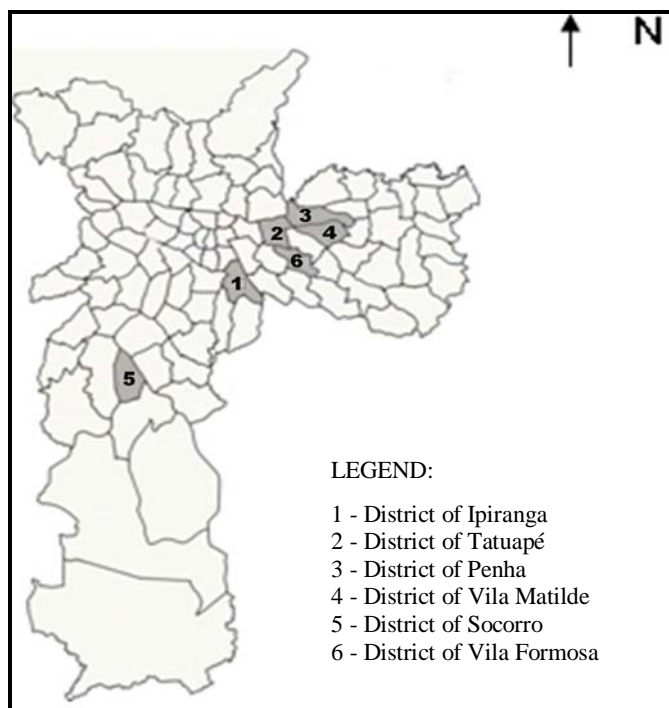 N
3
2
4
6
1
5
LEGEND:
1 - District of Ipiranga
2 - District of Tatuapé
3 - District of Penha
4 - District of Vila Matilde
5 - District of Socorro
6 - District of Vila Formosa